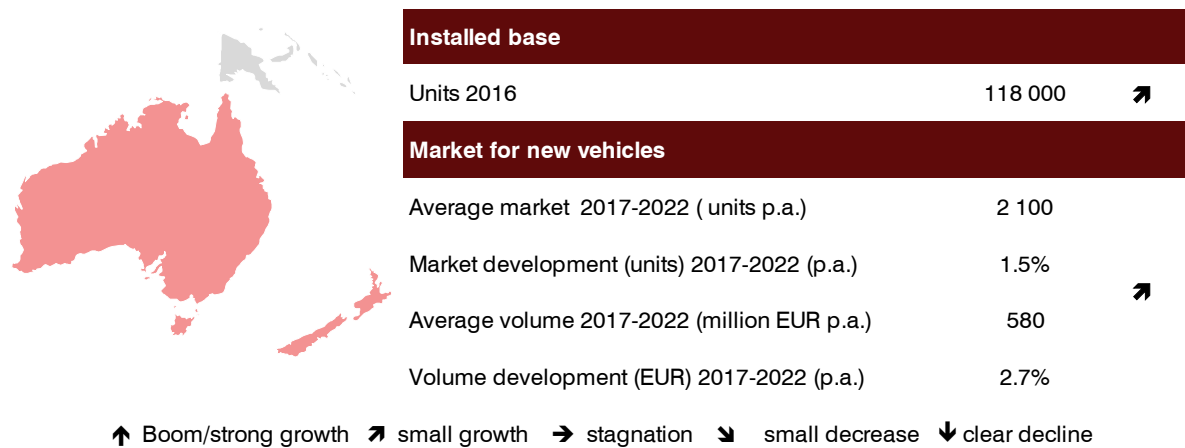 Installed base
Units 2016 118 000
Market for new vehicles
Average market 2017-2022 ( units p.a.) 2 100
Market development (units) 2017-2022 (p.a.) 1.5%
Average volume 2017-2022 (million EUR p.a.) 580
Volume development (EUR) 2017-2022 (p.a.) 2.7%
Boom/strong growth small growth stagnation small decrease clear decline